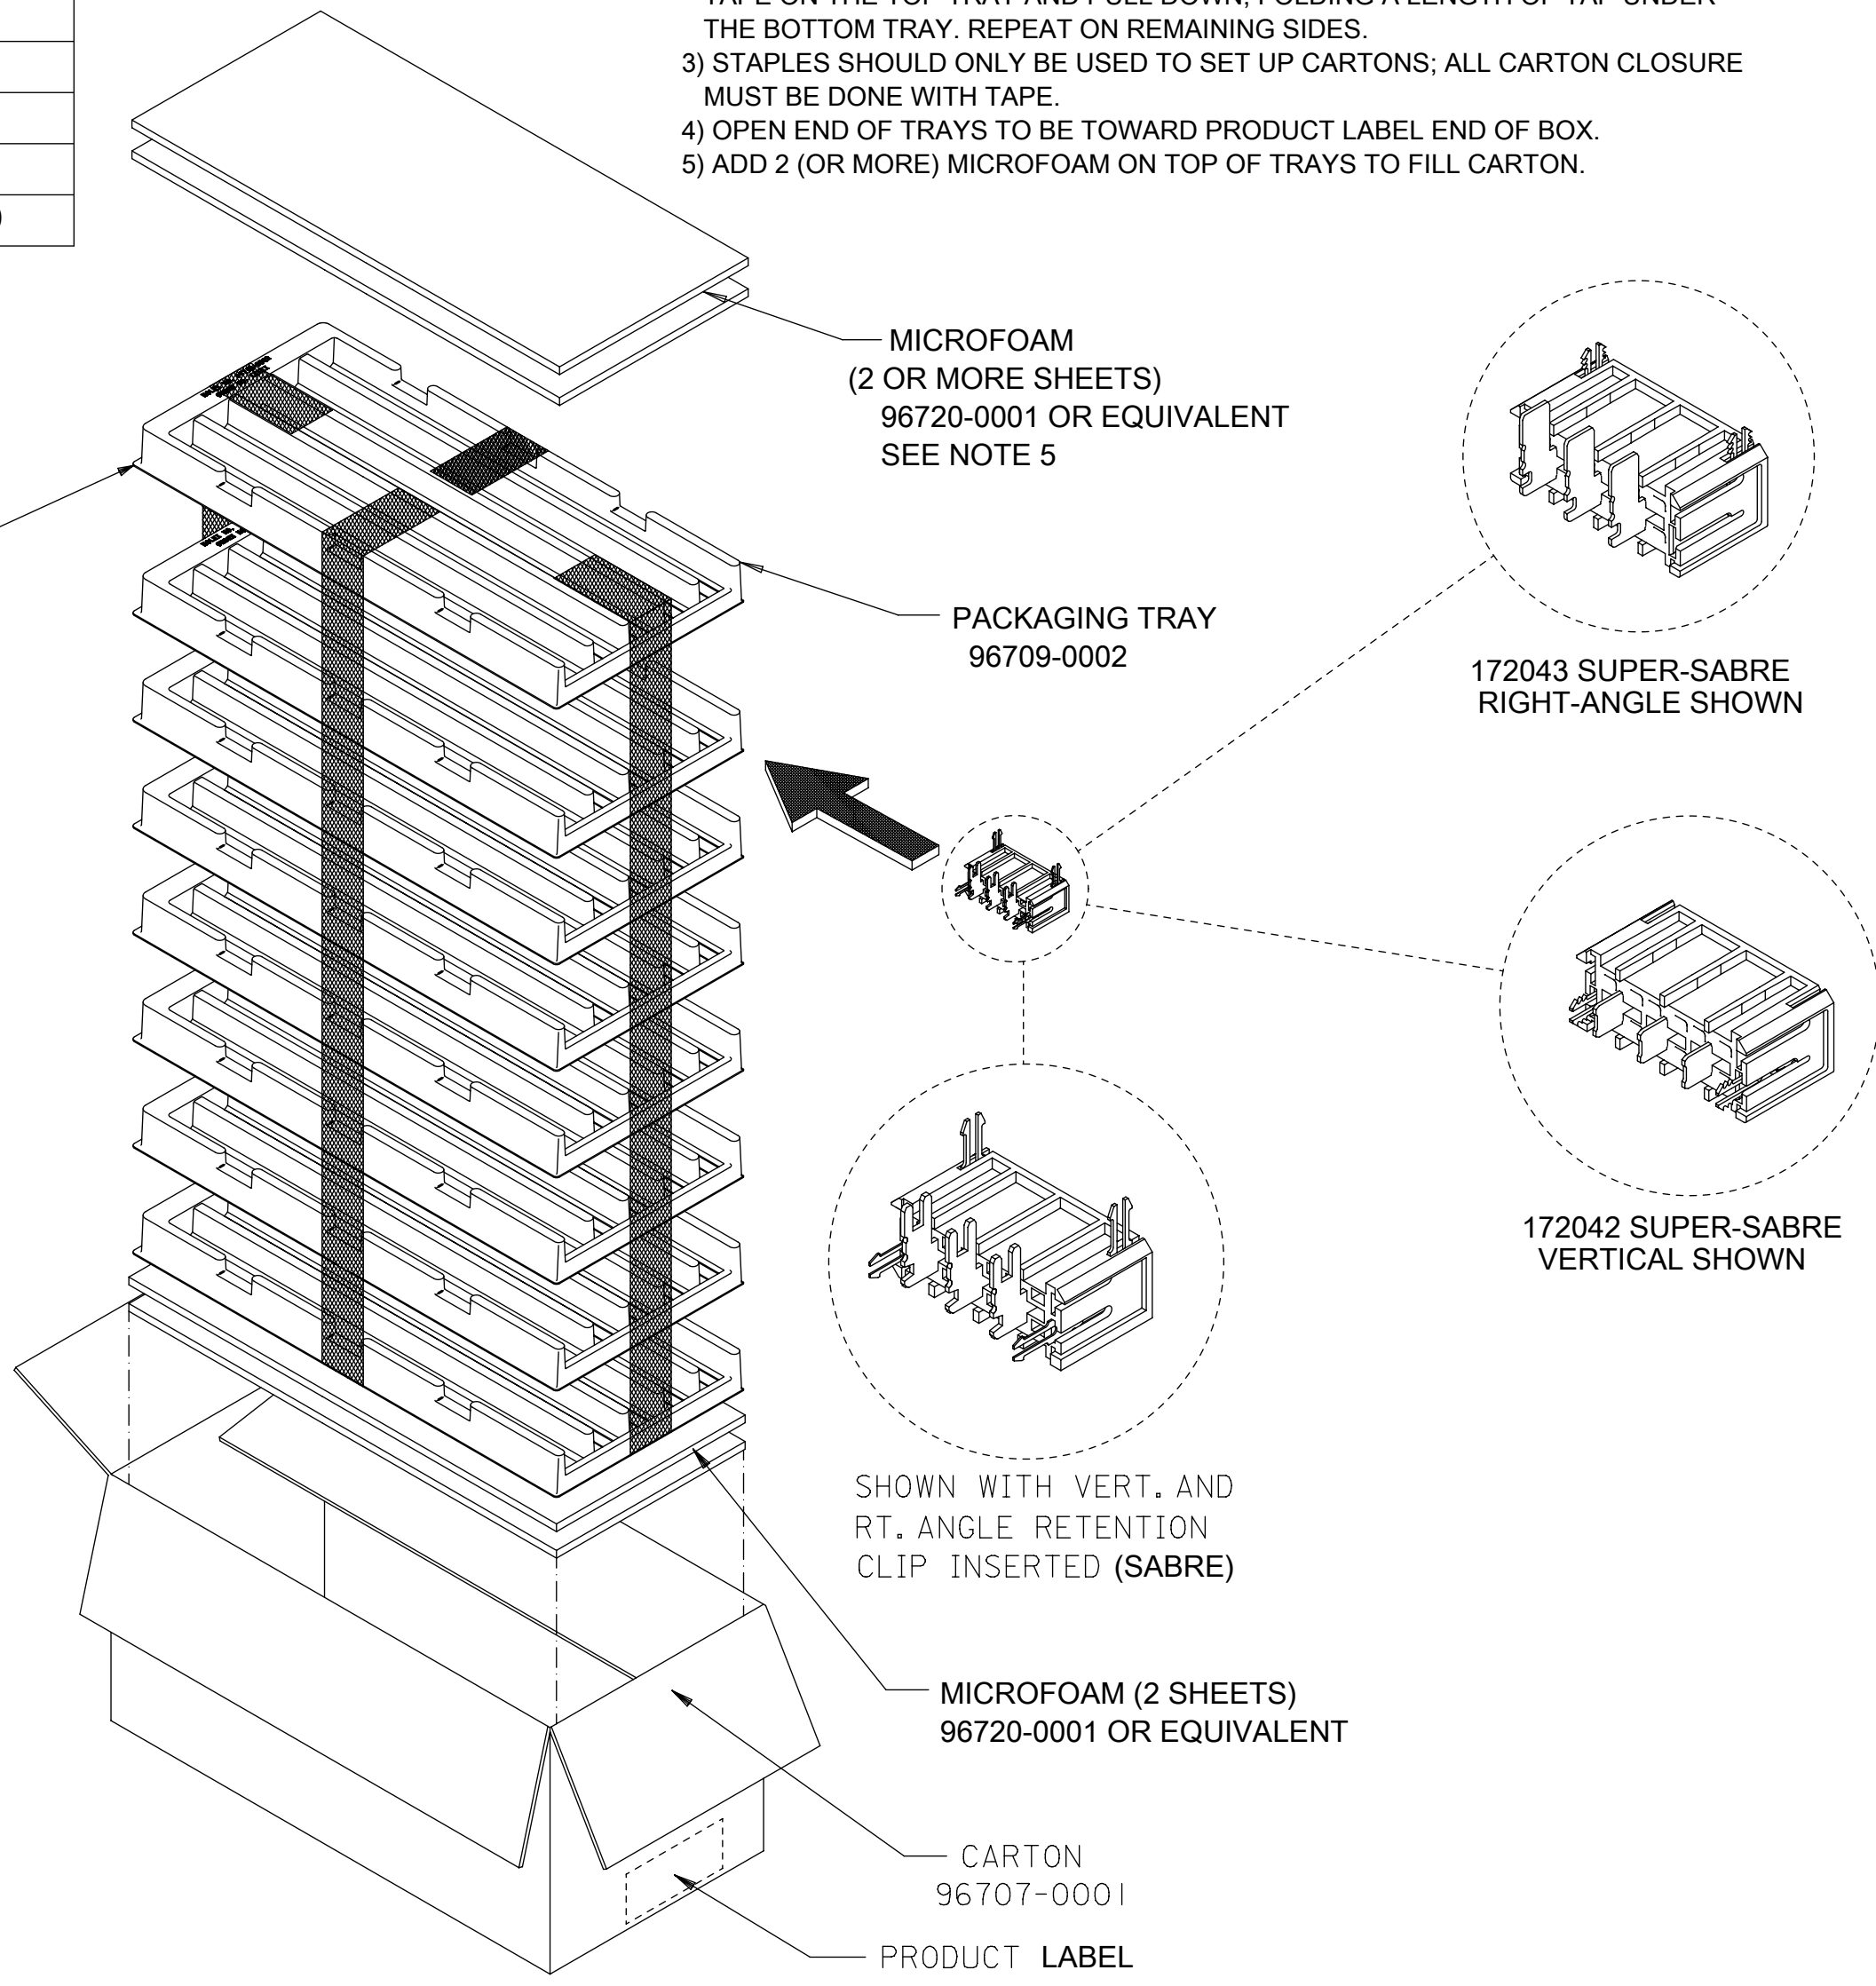 THE BOTTOM TRAY. REPEAT ON REMAINING SIDES.
3) STAPLES SHOULD ONLY BE USED TO SET UP CARTONS; ALL CARTON CLOSURE
MUST BE DONE WITH TAPE.
4) OPEN END OF TRAYS TO BE TOWARD PRODUCT LABEL END OF BOX.
5) ADD 2 (OR MORE) MICROFOAM ON TOP OF TRAYS TO FILL CARTON.
)
MICROFOAM
(2 OR MORE SHEETS)
96720-0001 OR EQUIVALENT
SEE NOTE 5
PACKAGING TRAY
96709-0002
172043 SUPER-SABRE
RIGHT-ANGLE SHOWN
172042 SUPER-SABRE
VERTICAL SHOWN
SHOWN WITH VERT. AND
RT. ANGLE RETENTION
CLIP INSERTED (SABRE)
MICROFOAM (2 SHEETS)
96720-0001 OR EQUIVALENT
CARTON
96707-0001
PRODUCT LABEL